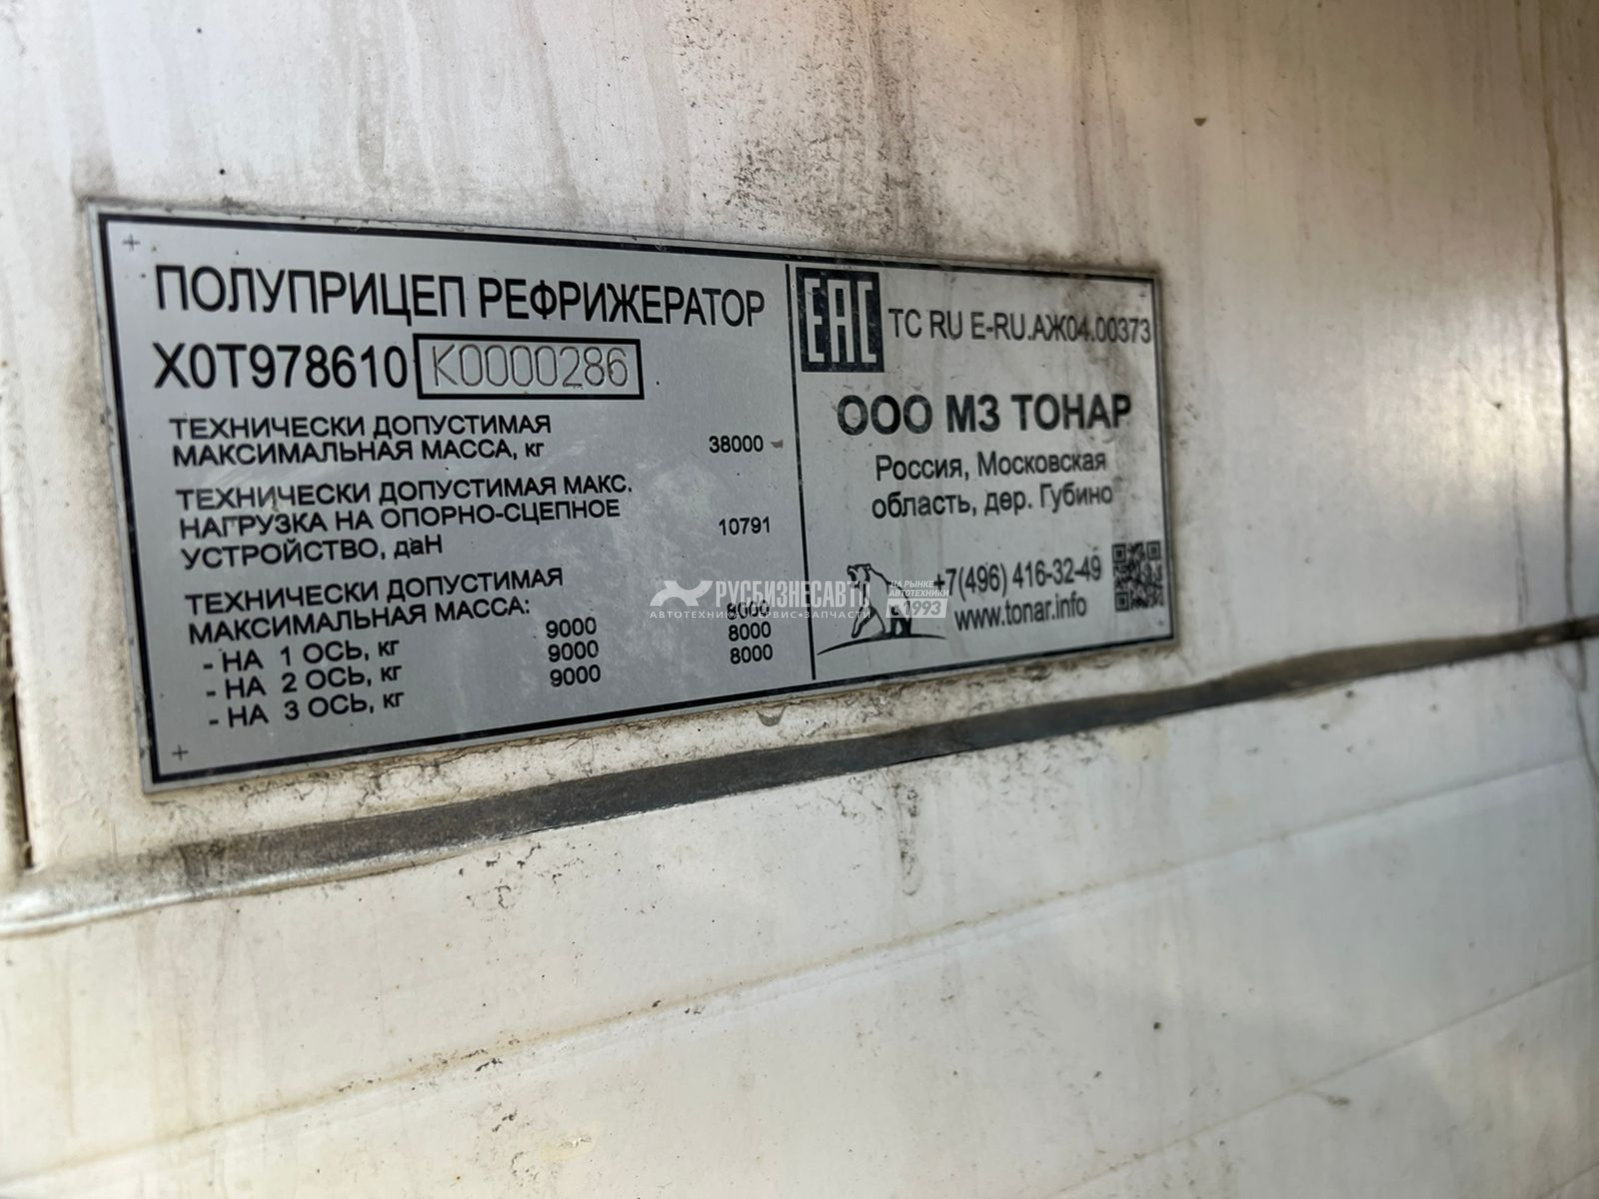 ПОЛУПРИЦЕП РЕФРИЖЕРАТОР
X0T978610 K0000286
ТЕХНИЧЕСКИ ДОПУСТИМАЯ
МАКСИМАЛЬНАЯ МАССА, кг 38000
ТЕХНИЧЕСКИ ДОПУСТИМАЯ МАКС.
НАГРУЗКА НА ОПОРНО-СЦЕПНОЕ
УСТРОЙСТВО, даН 10791
ТЕХНИЧЕСКИ ДОПУСТИМАЯ
МАКСИМАЛЬНАЯ МАССА:
- НА 1 ОСЬ, кг 9000 8000
- НА 2 ОСЬ, кг 9000 8000
- НА 3 ОСЬ, кг 9000 8000
EAC TC RU E-RU.АЖ04.00373
ООО МЗ ТОНАР
Россия, Московская
область, дер. Губино
+7(496) 416-32-49
www.tonar.info
РУСБИЗНЕСАВТО
АВТОТЕХНИКА•СЕРВИС•ЗАПЧАСТИ
НА РЫНКЕ
АВТОТЕХНИКИ
с 1993